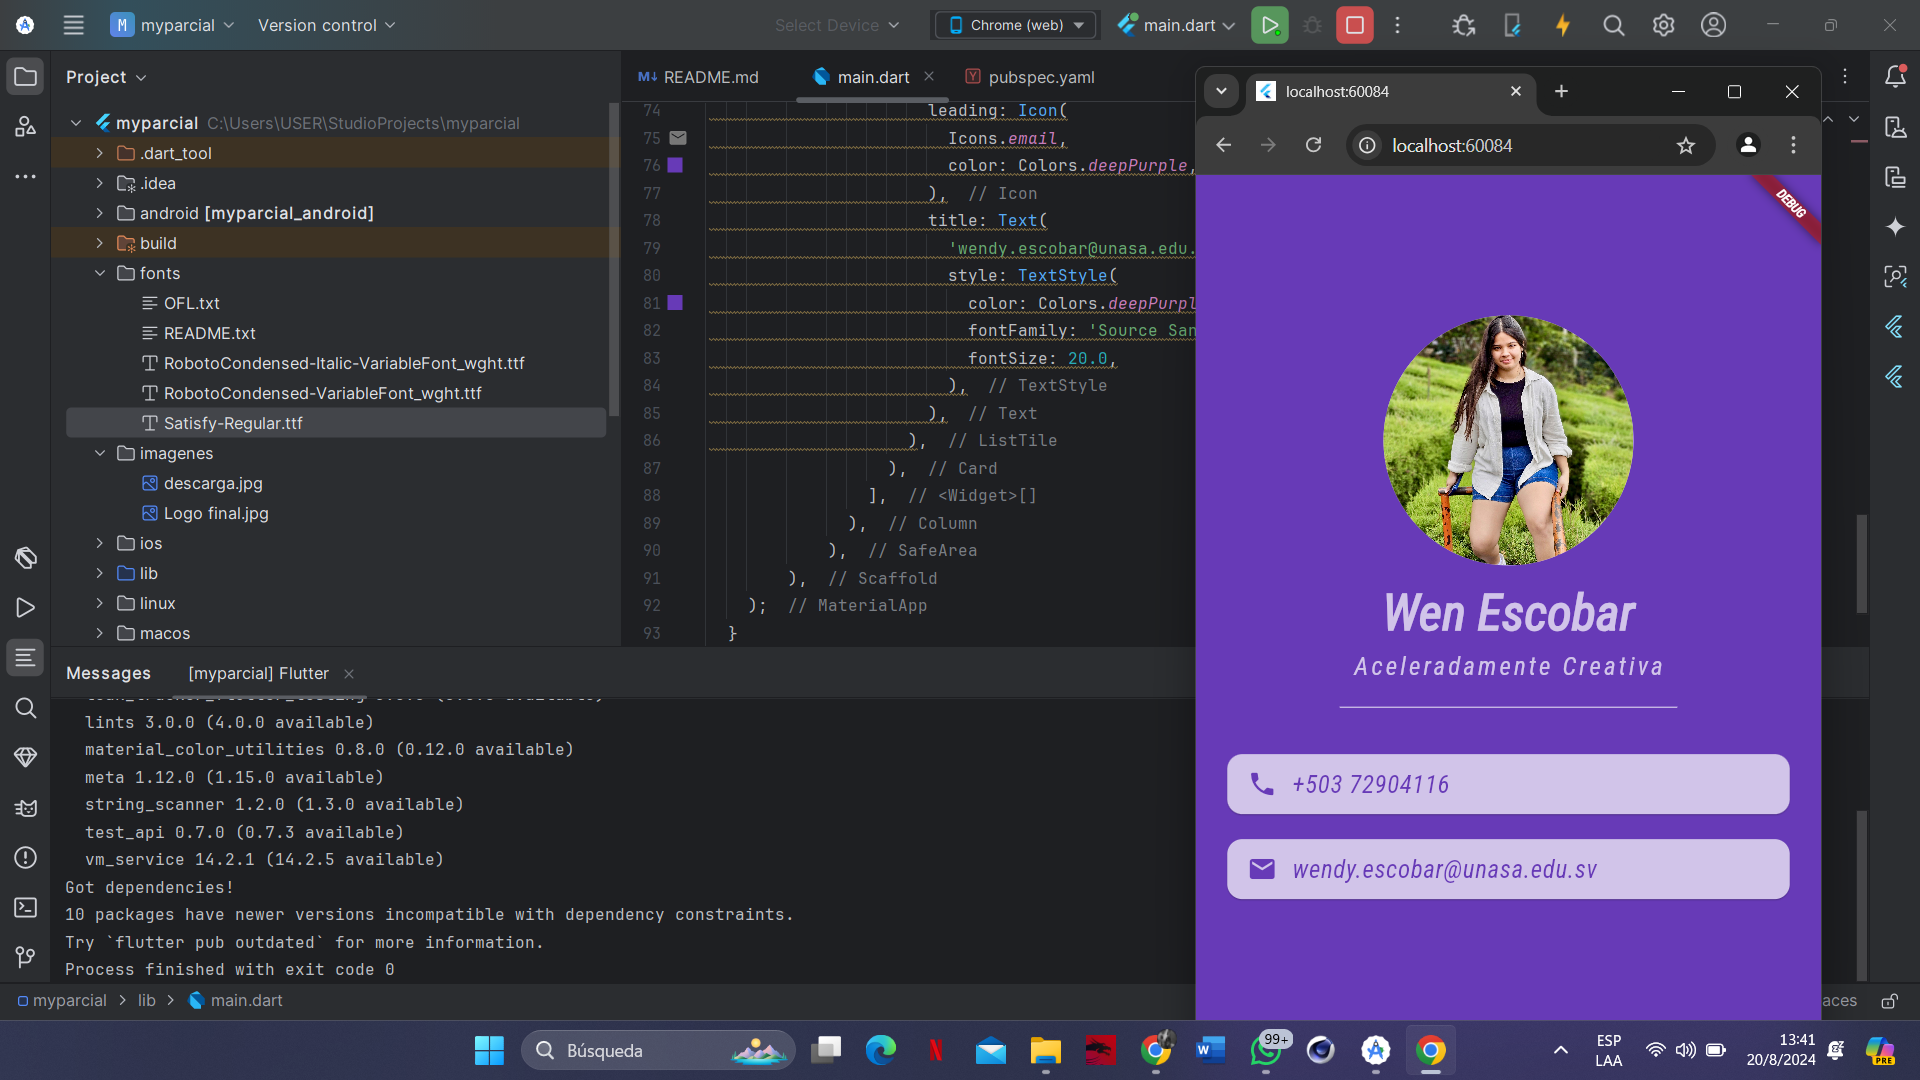 M myparcial
Version control
Select Device
Chrome (web)
main.dart
Project
README.md
main.dart
pubspec.yaml
myparcial C:\Users\USER\StudioProjects\myparcial
.dart_tool
.idea
android [myparcial_android]
build
fonts
OFL.txt
README.txt
RobotoCondensed-Italic-VariableFont_wght.ttf
RobotoCondensed-VariableFont_wght.ttf
Satisfy-Regular.ttf
imagenes
descarga.jpg
Logo final.jpg
ios
lib
linux
macos
74 leading: Icon(
75 Icons.email,
76 color: Colors.deepPurple,
77 ), // Icon
78 title: Text(
79 'wendy.escobar@unasa.edu.
80 style: TextStyle(
81 color: Colors.deepPurpl
82 fontFamily: 'Source San
83 fontSize: 20.0,
84 ), // TextStyle
85 ), // Text
86 ), // ListTile
87 ), // Card
88 ], // <Widget>[]
89 ), // Column
90 ), // SafeArea
91 ), // Scaffold
92 ); // MaterialApp
93 }
localhost:60084
localhost:60084
DEBUG
Wen Escobar
Aceleradamente Creativa
+503 72904116
wendy.escobar@unasa.edu.sv
Messages
[myparcial] Flutter
lints 3.0.0 (4.0.0 available)
material_color_utilities 0.8.0 (0.12.0 available)
meta 1.12.0 (1.15.0 available)
string_scanner 1.2.0 (1.3.0 available)
test_api 0.7.0 (0.7.3 available)
vm_service 14.2.1 (14.2.5 available)
Got dependencies!
10 packages have newer versions incompatible with dependency constraints.
Try `flutter pub outdated` for more information.
Process finished with exit code 0
myparcial > lib > main.dart
aces
Búsqueda
99+
ESP
LAA
13:41
20/8/2024
PRE